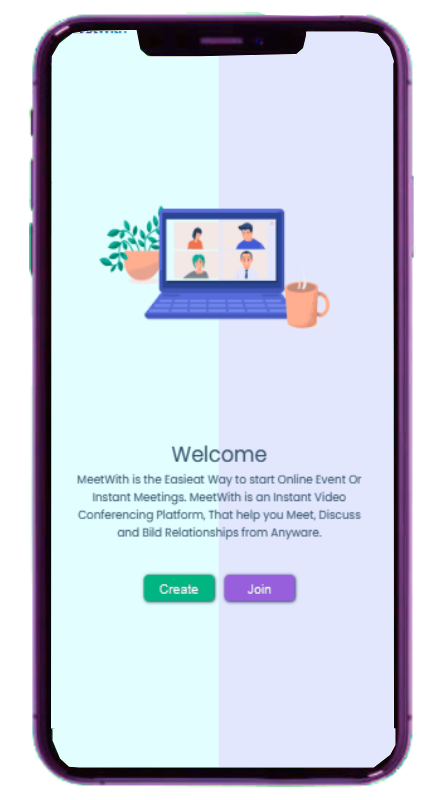 Welcome
MeetWith is the Easieat Way to start Online Event Or
Instant Meetings. MeetWith is an Instant Video
Conferencing Platform, That help you Meet, Discuss
and Bild Relationships from Anyware.
Create Join